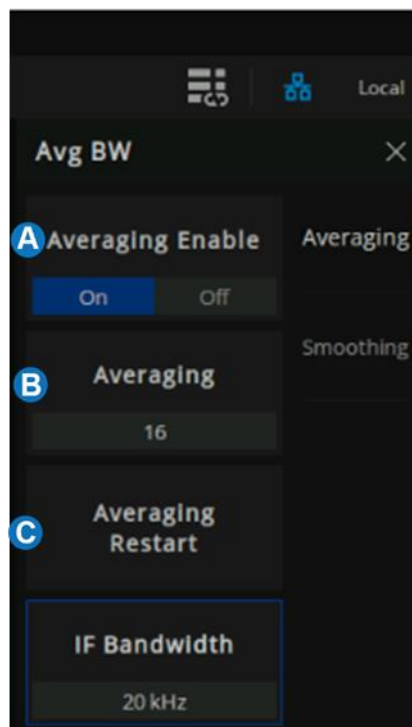 Local
Avg BW
A Averaging Enable
On Off
Averaging
Smoothing
B Averaging
16
C Averaging
Restart
IF Bandwidth
20 kHz